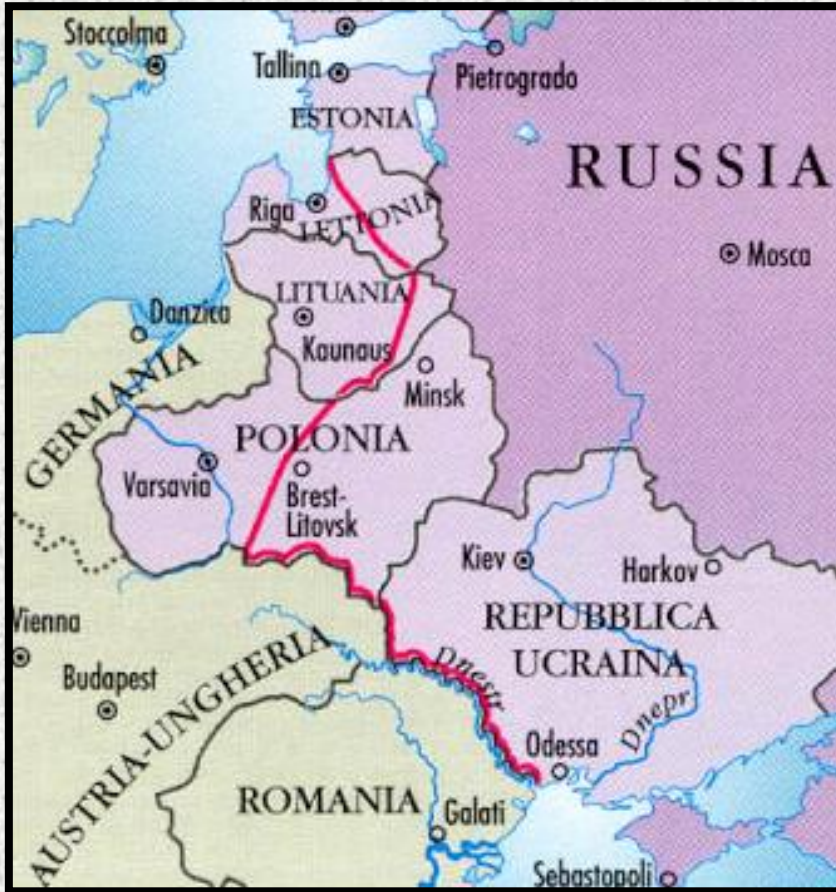 Stoccolma
Tallinn
Pietrogrado
ESTONIA
RUSSIA
Riga
LETTONIA
Mosca
LITUANIA
Danzica
Kaunaus
Minsk
GERMANIA
POLONIA
Varsavia
Brest-
Litovsk
Kiev
Harkov
REPUBBLICA
UCRAINA
Vienna
Budapest
Dnestr
Dnepr
AUSTRIA-UNGHERIA
Odessa
ROMANIA
Galati
Sebastopoli